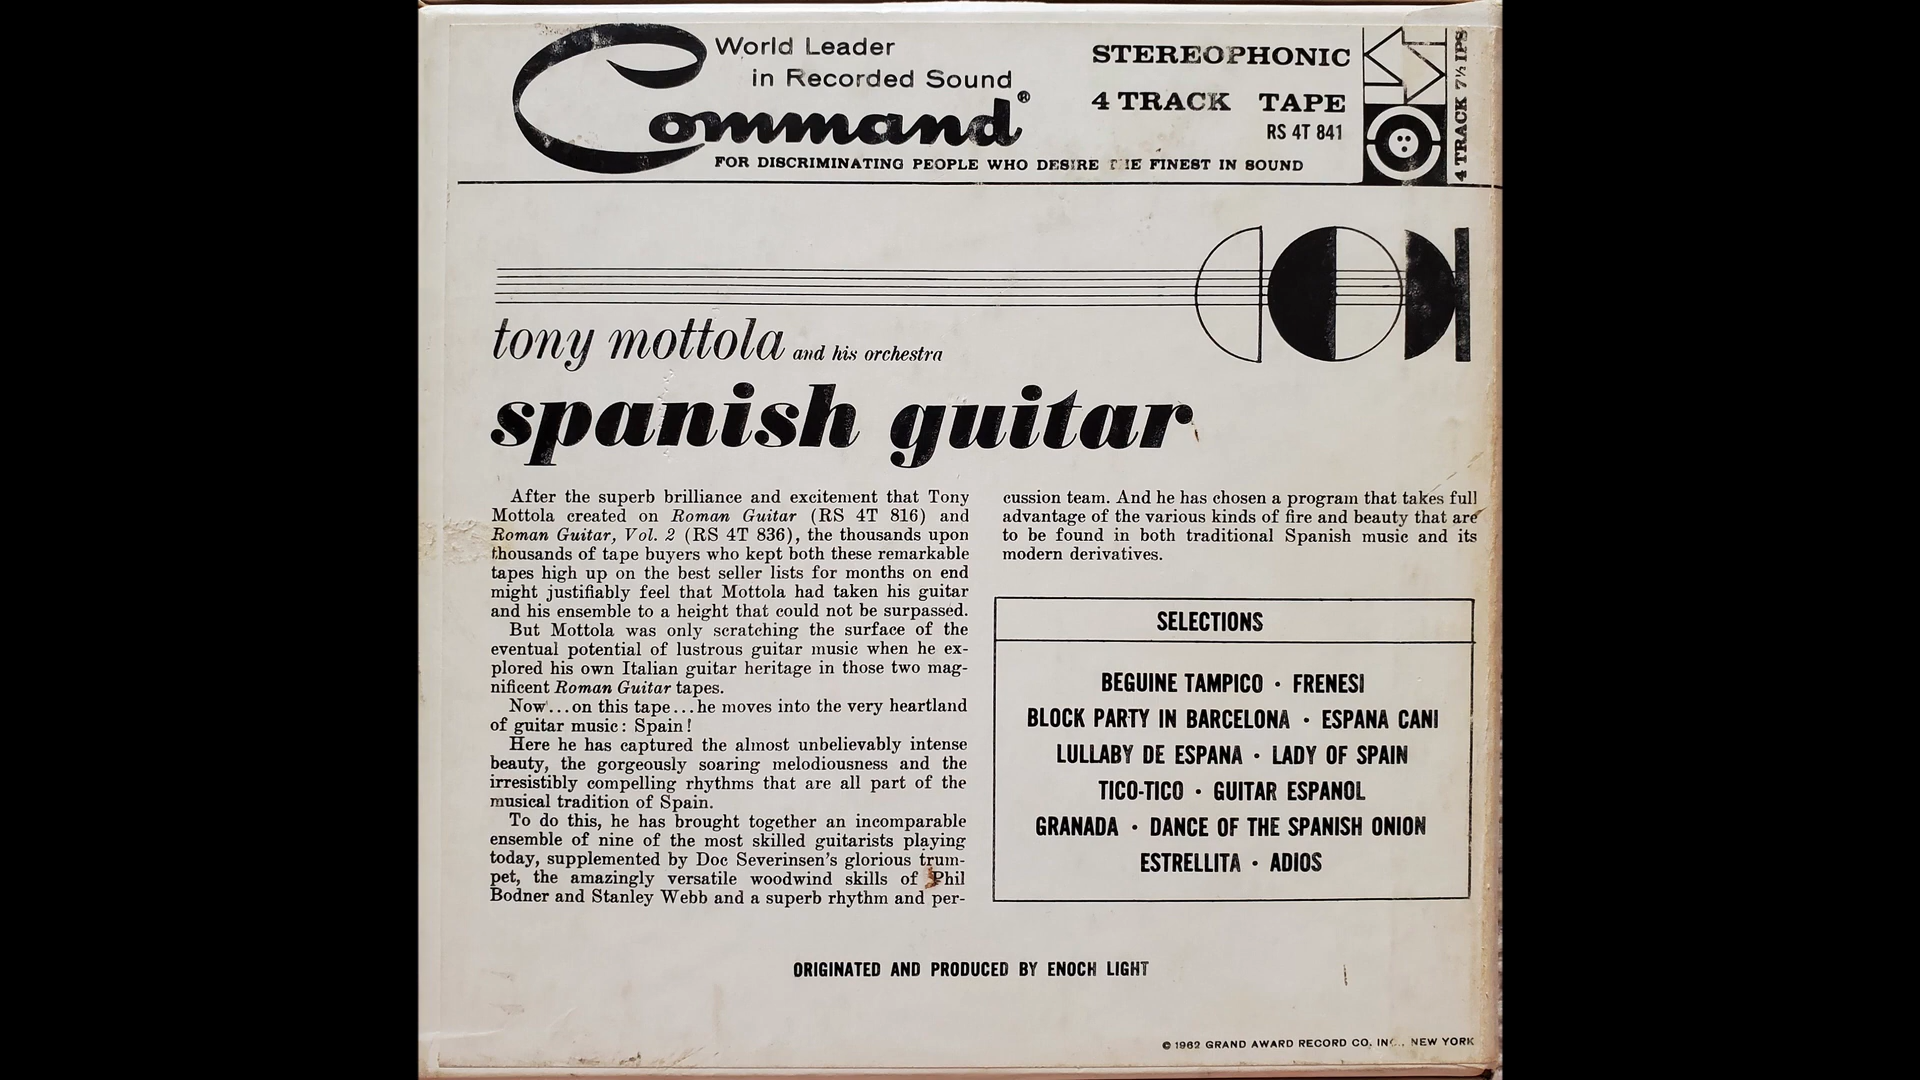 World Leader
in Recorded Sound
Command®
FOR DISCRIMINATING PEOPLE WHO DESIRE THE FINEST IN SOUND
STEREOPHONIC
4 TRACK TAPE
RS 4T 841
4 TRACK 7½ IPS
tony mottola and his orchestra
spanish guitar
After the superb brilliance and excitement that Tony
Mottola created on Roman Guitar (RS 4T 816) and
Roman Guitar, Vol. 2 (RS 4T 836), the thousands upon
thousands of tape buyers who kept both these remarkable
tapes high up on the best seller lists for months on end
might justifiably feel that Mottola had taken his guitar
and his ensemble to a height that could not be surpassed.
But Mottola was only scratching the surface of the
eventual potential of lustrous guitar music when he ex-
plored his own Italian guitar heritage in those two mag-
nificent Roman Guitar tapes.
Now...on this tape...he moves into the very heartland
of guitar music: Spain!
Here he has captured the almost unbelievably intense
beauty, the gorgeously soaring melodiousness and the
irresistibly compelling rhythms that are all part of the
musical tradition of Spain.
To do this, he has brought together an incomparable
ensemble of nine of the most skilled guitarists playing
today, supplemented by Doc Severinsen's glorious trum-
pet, the amazingly versatile woodwind skills of Phil
Bodner and Stanley Webb and a superb rhythm and per-
cussion team. And he has chosen a program that takes full
advantage of the various kinds of fire and beauty that are
to be found in both traditional Spanish music and its
modern derivatives.
SELECTIONS
BEGUINE TAMPICO • FRENESI
BLOCK PARTY IN BARCELONA • ESPANA CANI
LULLABY DE ESPANA • LADY OF SPAIN
TICO-TICO • GUITAR ESPANOL
GRANADA • DANCE OF THE SPANISH ONION
ESTRELLITA • ADIOS
ORIGINATED AND PRODUCED BY ENOCH LIGHT
© 1962 GRAND AWARD RECORD CO. INC., NEW YORK